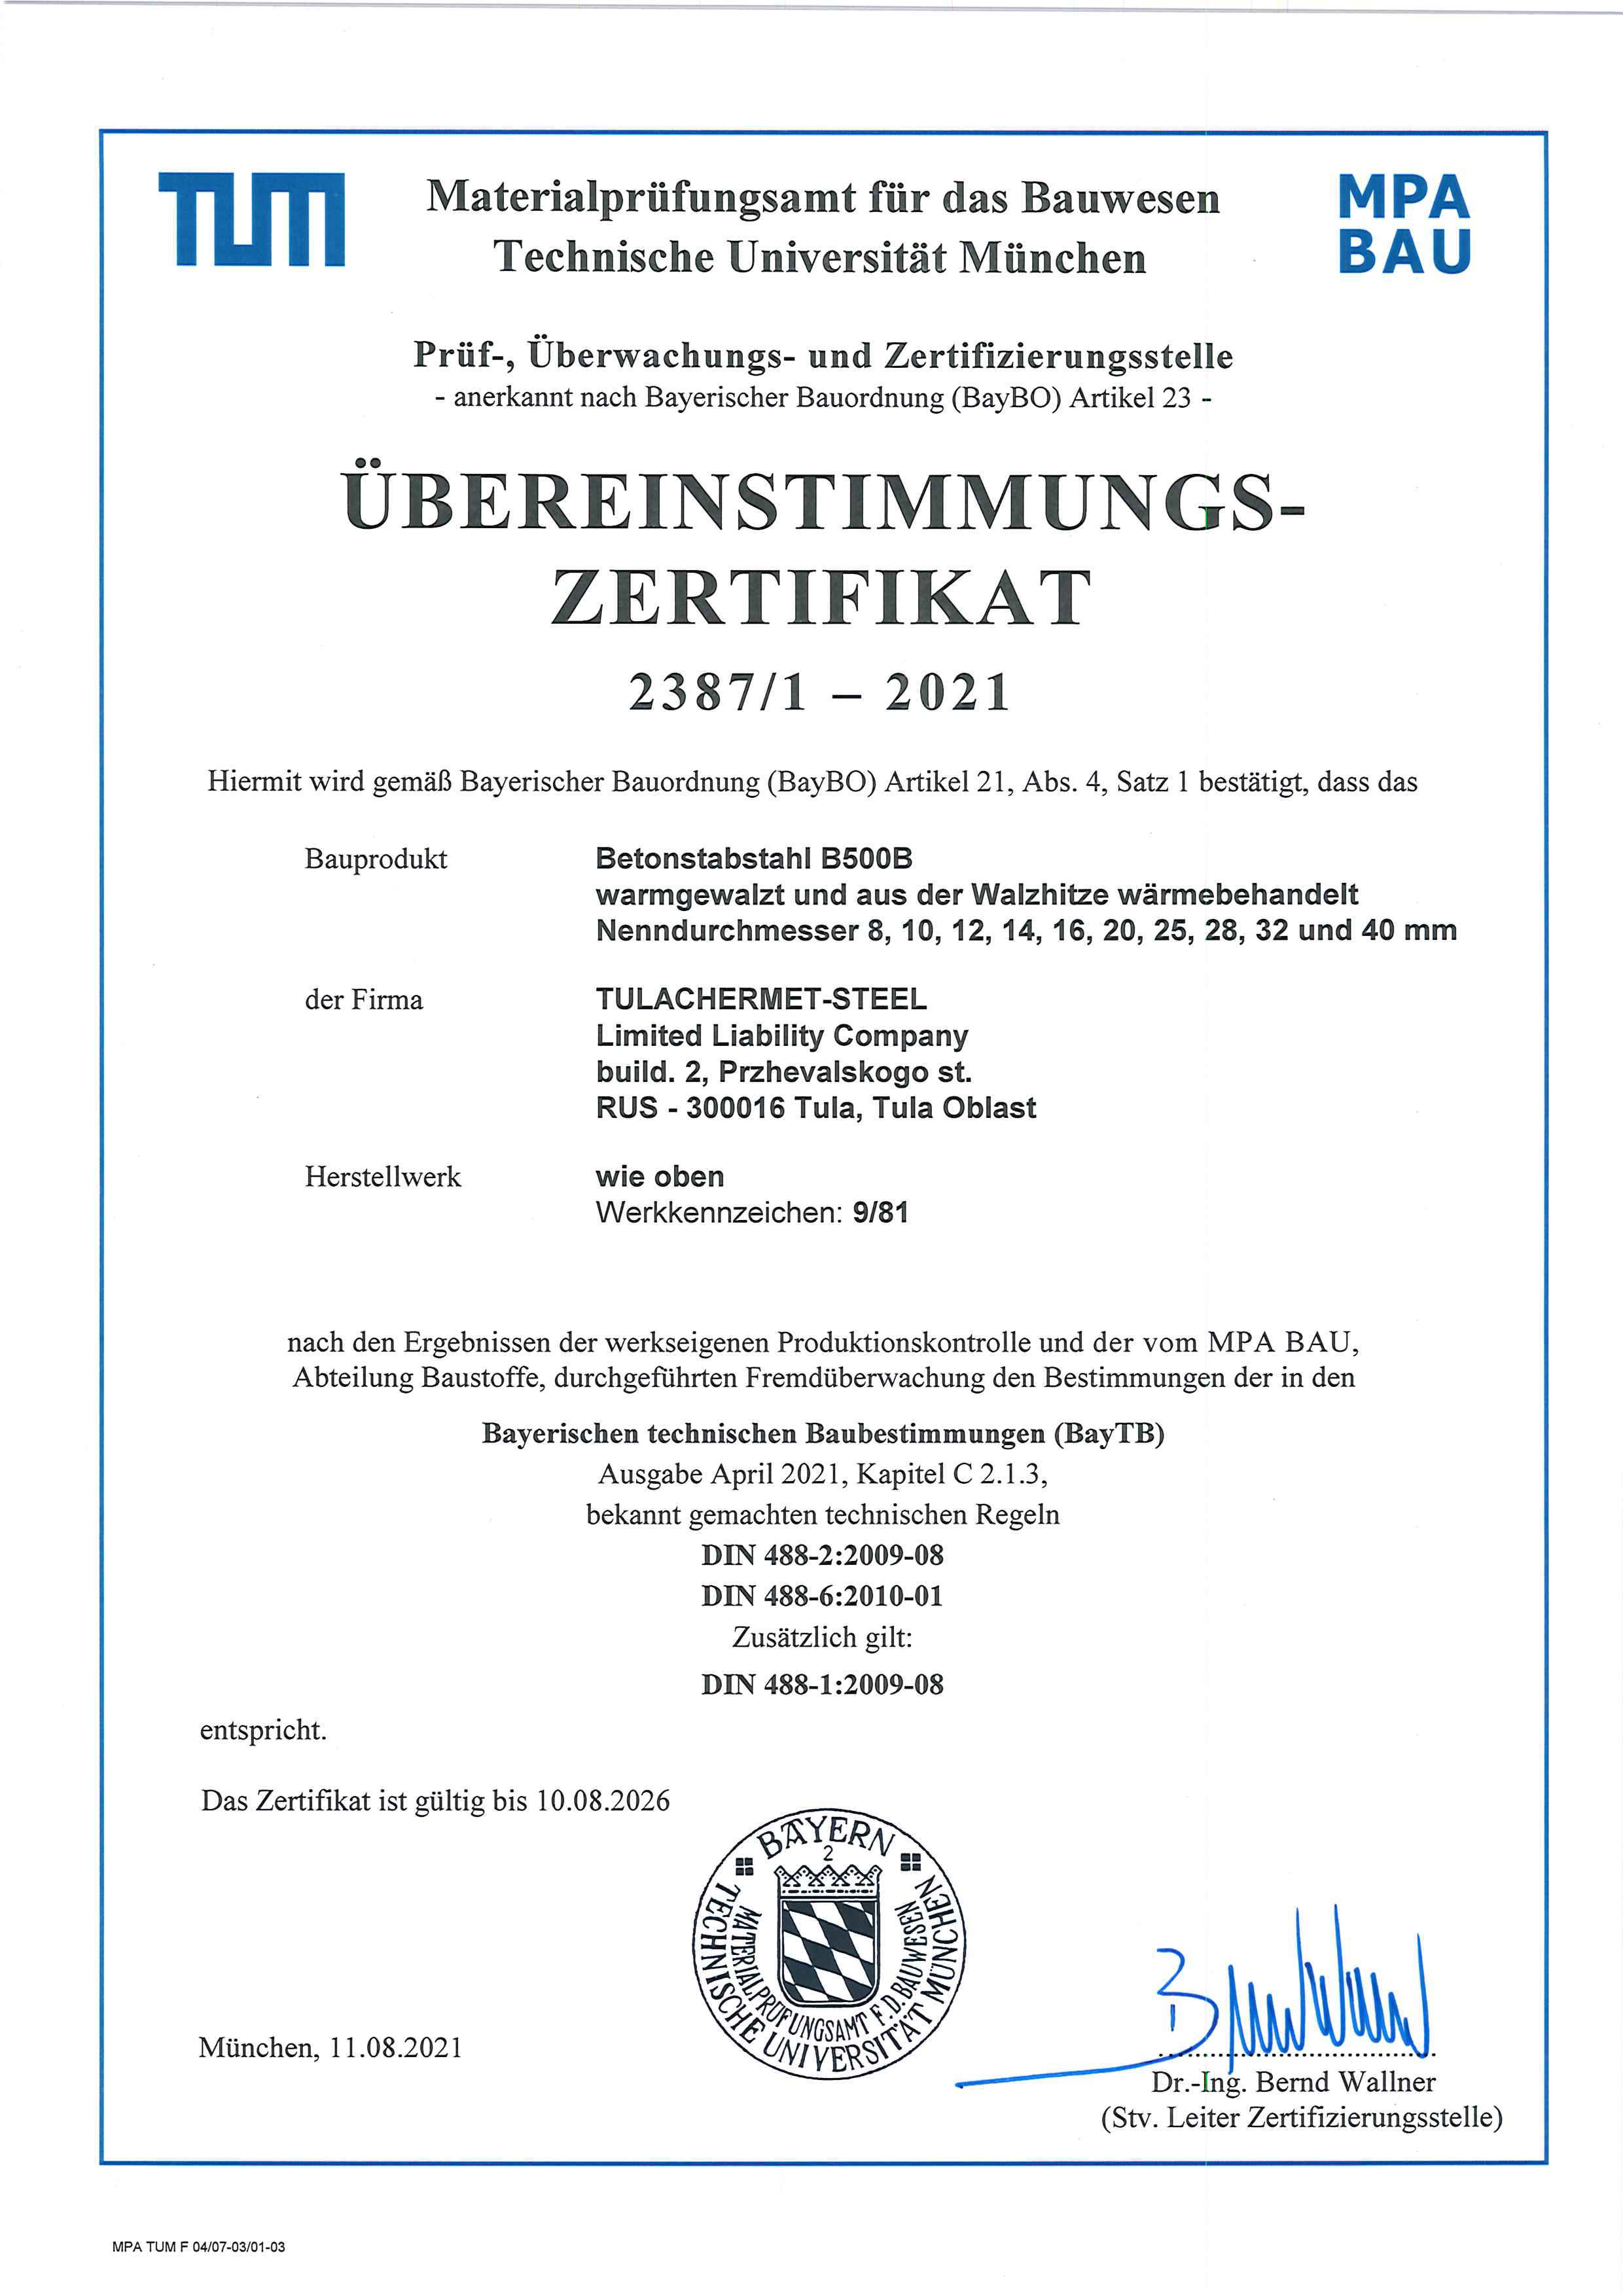 TUM
Materialprüfungsamt für das Bauwesen
Technische Universität München
MPA
BAU
Prüf-, Überwachungs- und Zertifizierungsstelle
- anerkannt nach Bayerischer Bauordnung (BayBO) Artikel 23 -
ÜBEREINSTIMMUNGS-
ZERTIFIKAT
2387/1 – 2021
Hiermit wird gemäß Bayerischer Bauordnung (BayBO) Artikel 21, Abs. 4, Satz 1 bestätigt, dass das
Bauprodukt Betonstabstahl B500B
warmgewalzt und aus der Walzhitze wärmebehandelt
Nenndurchmesser 8, 10, 12, 14, 16, 20, 25, 28, 32 und 40 mm
der Firma TULACHERMET-STEEL
Limited Liability Company
build. 2, Przhevalskogo st.
RUS - 300016 Tula, Tula Oblast
Herstellwerk wie oben
Werkkennzeichen: 9/81
nach den Ergebnissen der werkseigenen Produktionskontrolle und der vom MPA BAU,
Abteilung Baustoffe, durchgeführten Fremdüberwachung den Bestimmungen der in den
Bayerischen technischen Baubestimmungen (BayTB)
Ausgabe April 2021, Kapitel C 2.1.3,
bekannt gemachten technischen Regeln
DIN 488-2:2009-08
DIN 488-6:2010-01
Zusätzlich gilt:
DIN 488-1:2009-08
entspricht.
Das Zertifikat ist gültig bis 10.08.2026
BAYERN
2
MATERIALPRÜFUNGSAMT F.D.BAUWESEN
TECHNISCHE UNIVERSITÄT MÜNCHEN
München, 11.08.2021
Dr.-Ing. Bernd Wallner
(Stv. Leiter Zertifizierungsstelle)
MPA TUM F 04/07-03/01-03